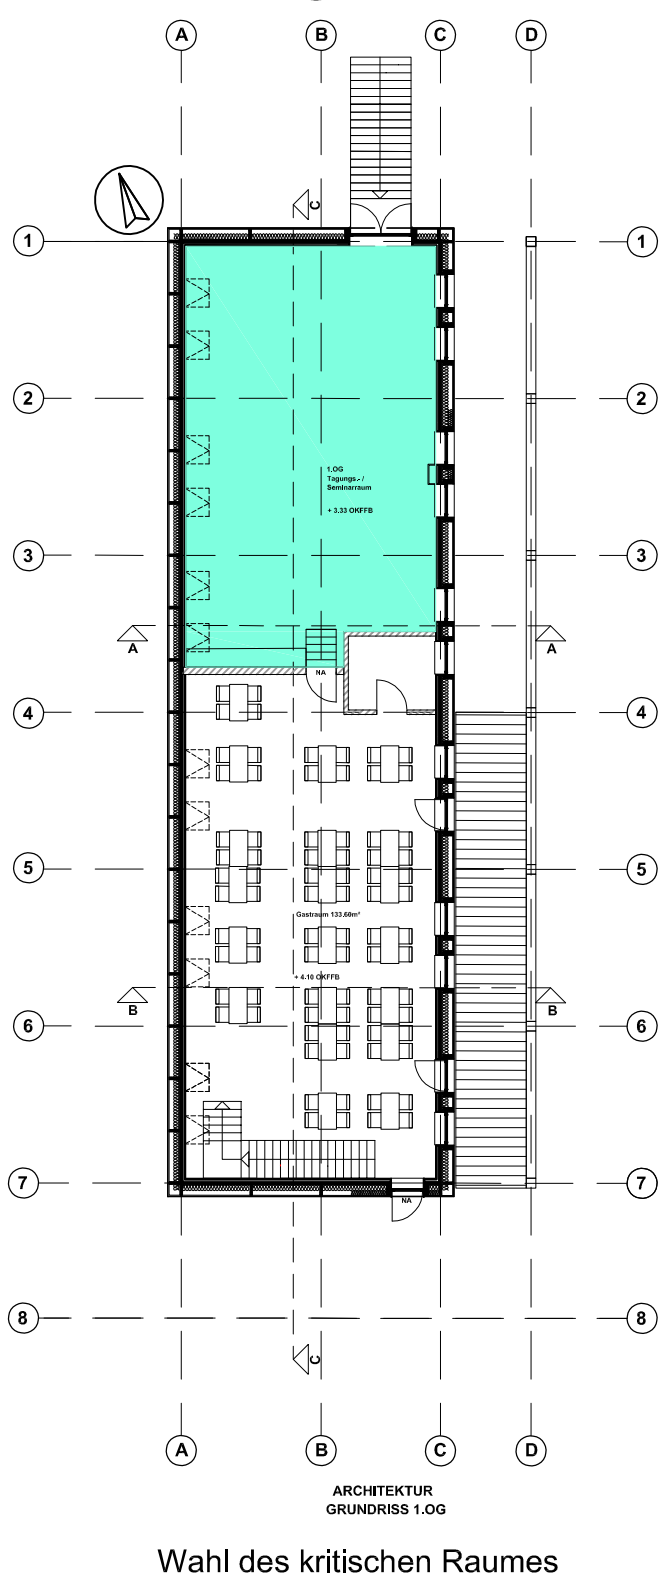 A B C D
C
1 1
2 2
1.OG
Tagungs.- /
Seminarraum
+ 3.33 OKFFB
3 3
A A
NA
4 4
5 5
Gastraum 133.60m²
+ 4.10 OKFFB
B B
6 6
7 7
NA
8 8
C
A B C D
ARCHITEKTUR
GRUNDRISS 1.OG
Wahl des kritischen Raumes